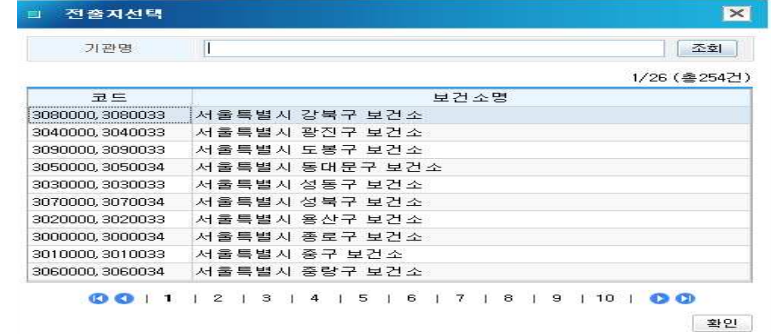 전출지선택
기관명 조회
1/26 (총254건)
코드 보건소명
3080000,3080033 서울특별시 강북구 보건소
3040000,3040033 서울특별시 광진구 보건소
3090000,3090033 서울특별시 도봉구 보건소
3050000,3050034 서울특별시 동대문구 보건소
3030000,3030033 서울특별시 성동구 보건소
3070000,3070034 서울특별시 성북구 보건소
3020000,3020033 서울특별시 용산구 보건소
3000000,3000034 서울특별시 종로구 보건소
3010000,3010033 서울특별시 중구 보건소
3060000,3060034 서울특별시 중랑구 보건소
| 1 | 2 | 3 | 4 | 5 | 6 | 7 | 8 | 9 | 10 |
확인